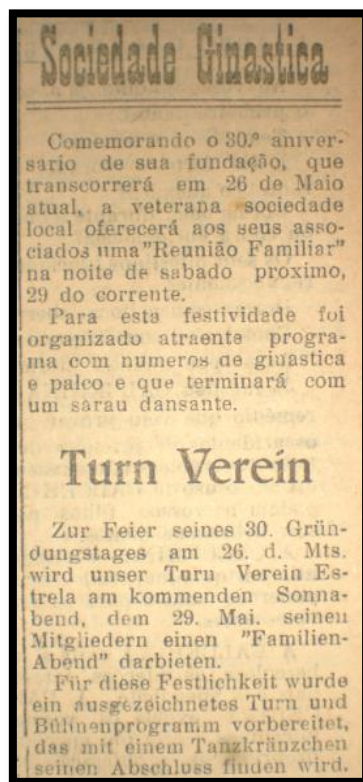 Sociedade Ginastica
Comemorando o 30.º aniver-
sario de sua fundação, que
transcorrerá em 26 de Maio
atual, a veterana sociedade
local oferecerá aos seus asso-
ciados uma "Reunião Familiar"
na noite de sabado proximo,
29 do corrente.
Para esta festividade foi
organizado atraente progra-
ma com numeros de ginastica
e palco e que terminará com
um sarau dansante.
Turn Verein
Zur Feier seines 30. Grün-
dungstages am 26. d. Mts.
wird unser Turn Verein Es-
trela am kommenden Sonna-
bend, dem 29. Mai. seinen
Mitgliedern einen "Familien-
Abend" darbieten.
Für diese Festlichkeit wurde
ein ausgezeichnetes Turn und
Bühnenprogramm vorbereitet,
das mit einem Tanzkränzchen
seinen Abschluss finden wird.